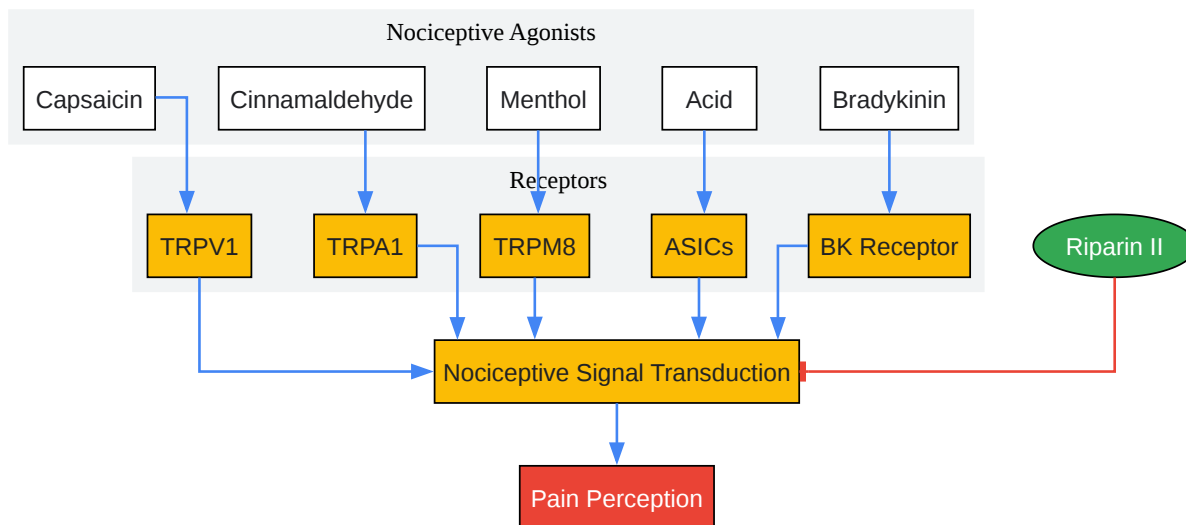 Nociceptive Agonists
Capsaicin
Cinnamaldehyde
Menthol
Acid
Bradykinin
Receptors
TRPV1
TRPA1
TRPM8
ASICs
BK Receptor
Riparin II
Nociceptive Signal Transduction
Pain Perception